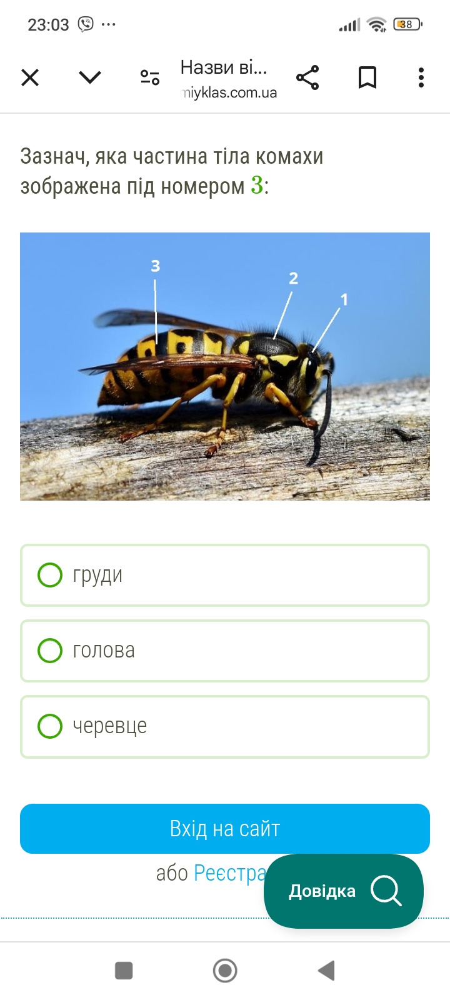 23:03
38
Назви ві...
miyklas.com.ua
Зазнач, яка частина тіла комахи
зображена під номером 3:
3
2
1
груди
голова
черевце
Вхід на сайт
або Реєстра
Довідка